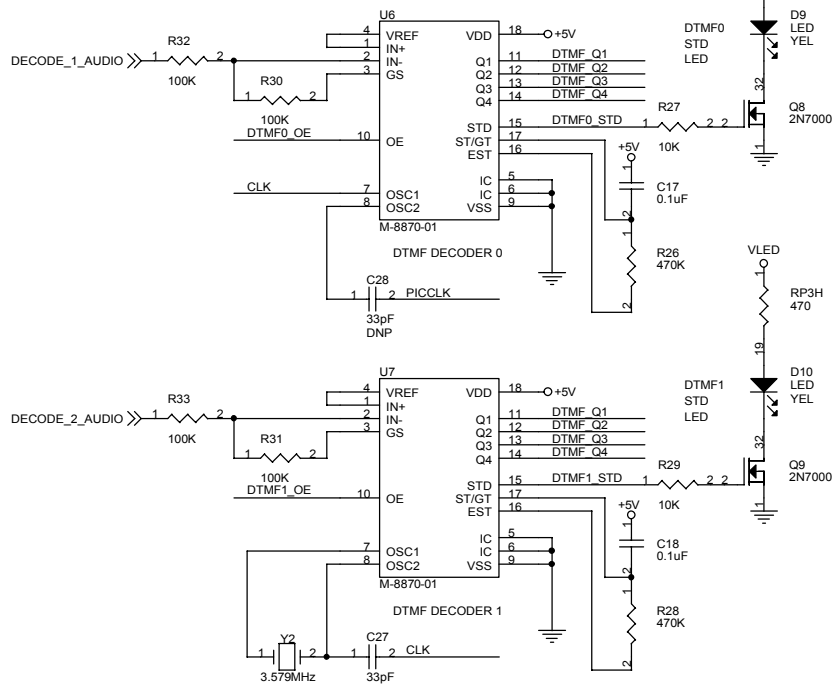 U6
R32
DECODE_1_AUDIO
1 2
100K
R30
1 2
100K
DTMF0_OE
CLK
4 VREF
1 IN+
2 IN-
3 GS
10 OE
7 OSC1
8 OSC2
VDD 18 +5V
Q1 11 DTMF_Q1
Q2 12 DTMF_Q2
Q3 13 DTMF_Q3
Q4 14 DTMF_Q4
STD 15 DTMF0_STD
ST/GT 17
EST 16
IC 5
IC 6
VSS 9
M-8870-01
DTMF DECODER 0
C28
1 2 PICCLK
33pF
DNP
R27
1 2 2
10K
+5V
1
C17
0.1uF
2
1
R26
470K
2
DTMF0
STD
LED
D9
LED
YEL
32
Q8
2N7000
1
VLED
1
RP3H
470
19
U7
R33
DECODE_2_AUDIO
1 2
100K
R31
1 2
100K
DTMF1_OE
4 VREF
1 IN+
2 IN-
3 GS
10 OE
7 OSC1
8 OSC2
VDD 18 +5V
Q1 11 DTMF_Q1
Q2 12 DTMF_Q2
Q3 13 DTMF_Q3
Q4 14 DTMF_Q4
STD 15 DTMF1_STD
ST/GT 17
EST 16
IC 5
IC 6
VSS 9
M-8870-01
DTMF DECODER 1
Y2
1 2
3.579MHz
C27
1 2 CLK
33pF
R29
1 2 2
10K
+5V
1
C18
0.1uF
2
1
R28
470K
2
DTMF1
STD
LED
D10
LED
YEL
32
Q9
2N7000
1